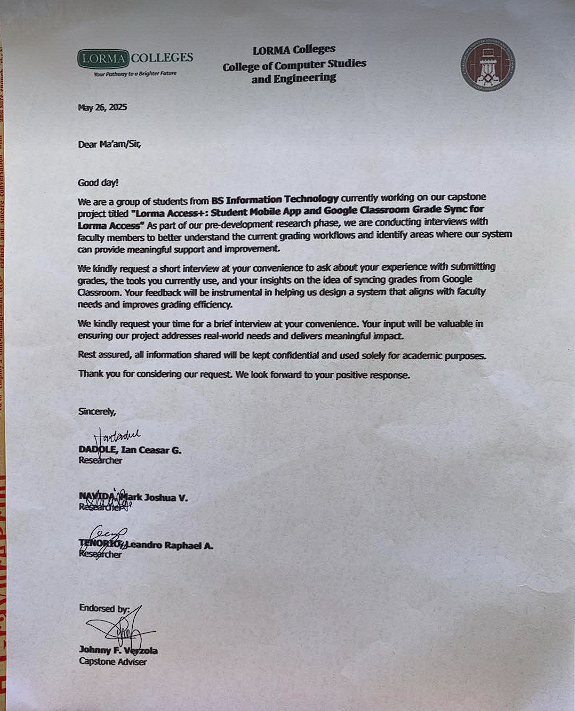 LORMA COLLEGES
Your Pathway to a Brighter Future
LORMA Colleges
College of Computer Studies
and Engineering
May 26, 2025
Dear Ma'am/Sir,
Good day!
We are a group of students from BS Information Technology currently working on our capstone
project titled "Lorma Access+: Student Mobile App and Google Classroom Grade Sync for
Lorma Access" As part of our pre-development research phase, we are conducting interviews with
faculty members to better understand the current grading workflows and identify areas where our system
can provide meaningful support and improvement.
We kindly request a short interview at your convenience to ask about your experience with submitting
grades, the tools you currently use, and your insights on the idea of syncing grades from Google
Classroom. Your feedback will be instrumental in helping us design a system that aligns with faculty
needs and improves grading efficiency.
We kindly request your time for a brief interview at your convenience. Your input will be valuable in
ensuring our project addresses real-world needs and delivers meaningful impact.
Rest assured, all information shared will be kept confidential and used solely for academic purposes.
Thank you for considering our request. We look forward to your positive response.
Sincerely,
DADOLE, Ian Ceasar G.
Researcher
NAVIDA, Mark Joshua V.
Researcher
TENORIO, Leandro Raphael A.
Researcher
Endorsed by:
Johnny F. Verzola
Capstone Adviser